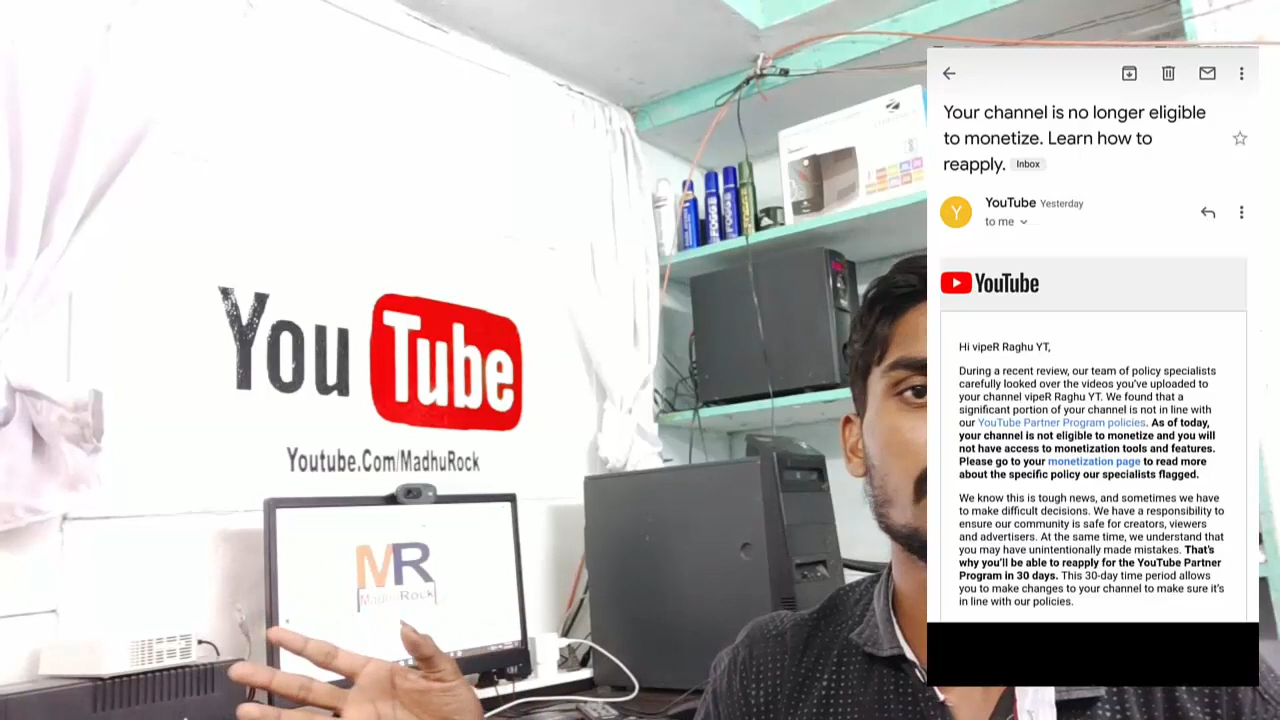 You Tube
Youtube.Com/MadhuRock
MR
MadhuRock
FOGG
FOGG
FOGG
Your channel is no longer eligible
to monetize. Learn how to
reapply. Inbox
YouTube Yesterday
to me
Y
YouTube
Hi vipeR Raghu YT,
During a recent review, our team of policy specialists
carefully looked over the videos you've uploaded to
your channel vipeR Raghu YT. We found that a
significant portion of your channel is not in line with
our YouTube Partner Program policies. As of today,
your channel is not eligible to monetize and you will
not have access to monetization tools and features.
Please go to your monetization page to read more
about the specific policy our specialists flagged.
We know this is tough news, and sometimes we have
to make difficult decisions. We have a responsibility to
ensure our community is safe for creators, viewers
and advertisers. At the same time, we understand that
you may have unintentionally made mistakes. That's
why you'll be able to reapply for the YouTube Partner
Program in 30 days. This 30-day time period allows
you to make changes to your channel to make sure it's
in line with our policies.